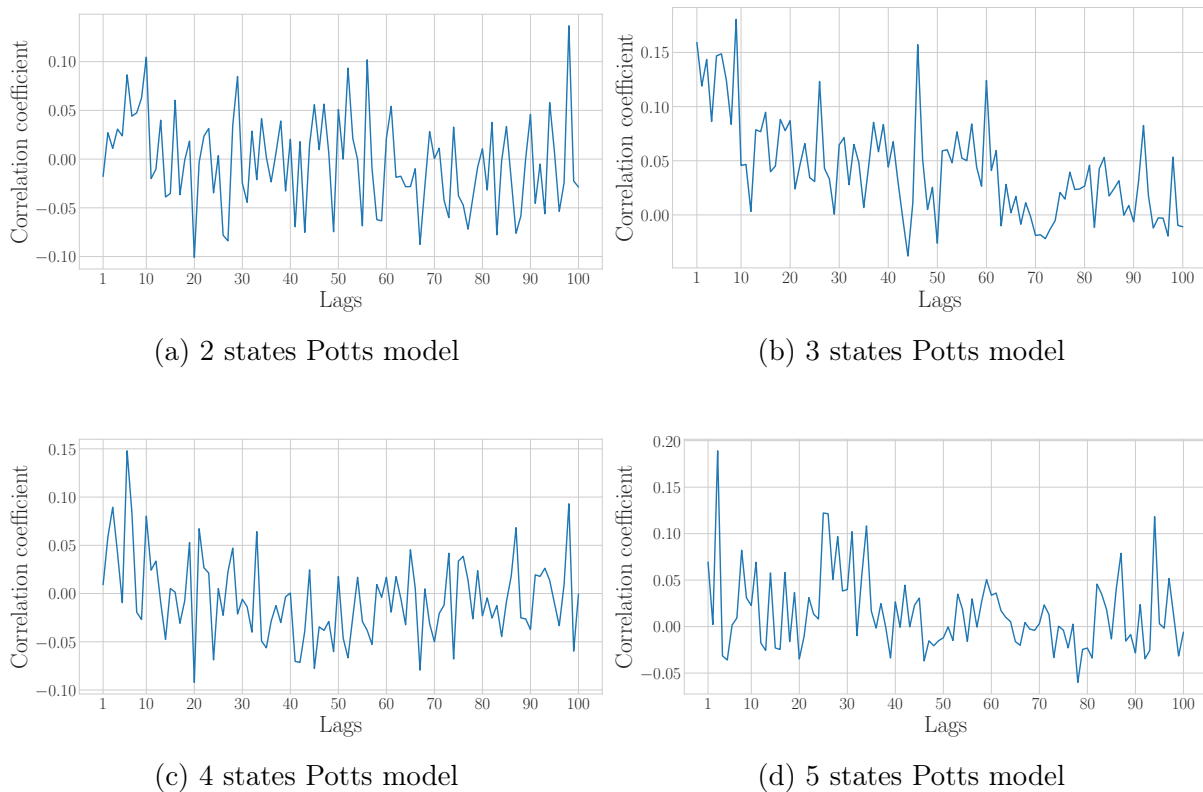 Correlation coefficient
0.10
0.05
0.00
−0.05
−0.10
1 10 20 30 40 50 60 70 80 90 100
Lags
(a) 2 states Potts model
Correlation coefficient
0.15
0.10
0.05
0.00
1 10 20 30 40 50 60 70 80 90 100
Lags
(b) 3 states Potts model
Correlation coefficient
0.15
0.10
0.05
0.00
−0.05
−0.10
1 10 20 30 40 50 60 70 80 90 100
Lags
(c) 4 states Potts model
Correlation coefficient
0.20
0.15
0.10
0.05
0.00
−0.05
1 10 20 30 40 50 60 70 80 90 100
Lags
(d) 5 states Potts model